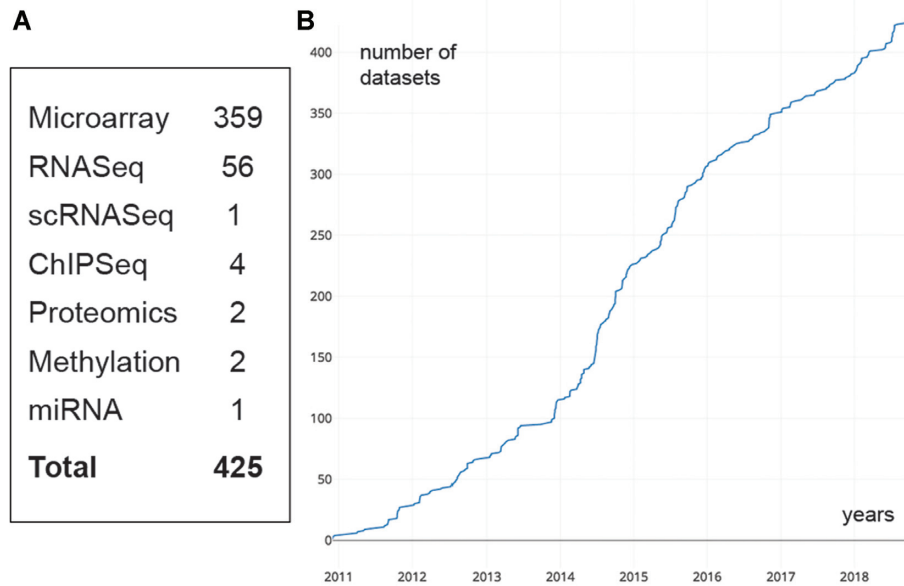 A
Microarray 359
RNASeq 56
scRNASeq 1
ChIPSeq 4
Proteomics 2
Methylation 2
miRNA 1
Total 425
B
number of
datasets
400
350
300
250
200
150
100
50
0
years
2011 2012 2013 2014 2015 2016 2017 2018